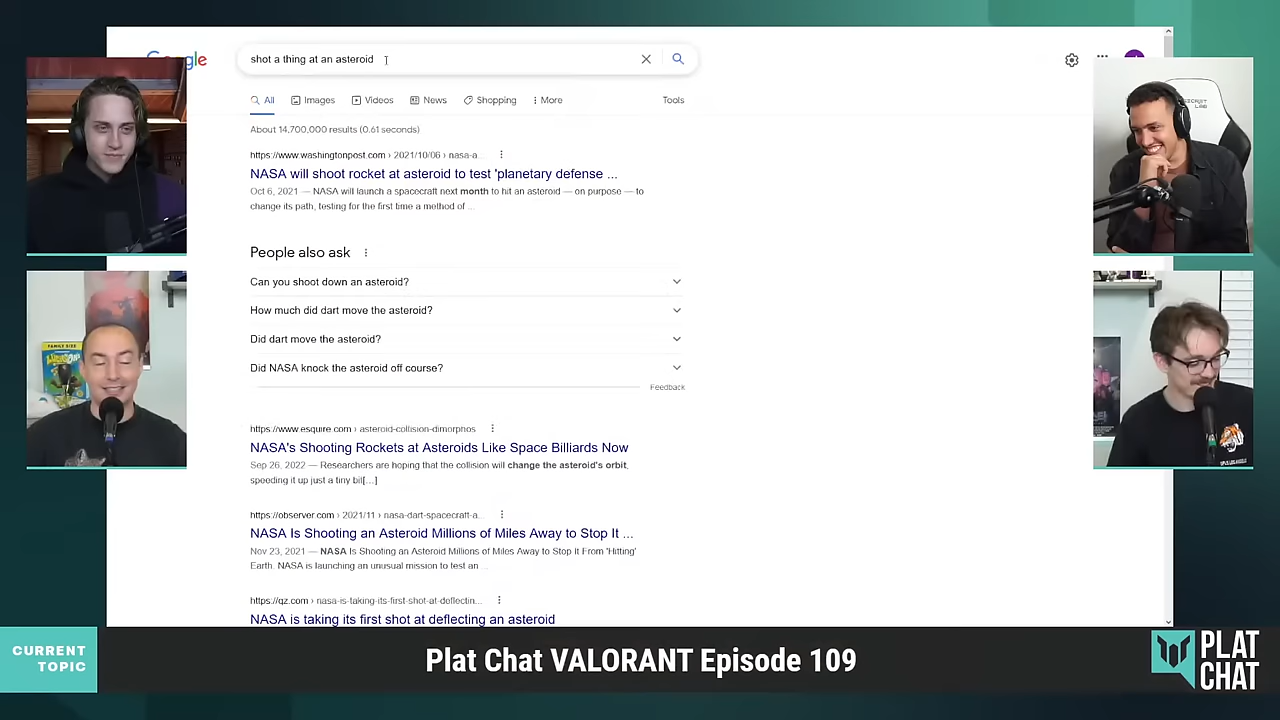 Google
shot a thing at an asteroid
All Images Videos News Shopping More Tools
About 14,700,000 results (0.61 seconds)
https://www.washingtonpost.com › 2021/10/06 › nasa-a...
NASA will shoot rocket at asteroid to test 'planetary defense ...
Oct 6, 2021 — NASA will launch a spacecraft next month to hit an asteroid — on purpose — to
change its path, testing for the first time a method of ...
People also ask
Can you shoot down an asteroid?
How much did dart move the asteroid?
Did dart move the asteroid?
Did NASA knock the asteroid off course?
Feedback
https://www.esquire.com › asteroid-collision-dimorphos
NASA's Shooting Rockets at Asteroids Like Space Billiards Now
Sep 26, 2022 — Researchers are hoping that the collision will change the asteroid's orbit,
speeding it up just a tiny bit[...]
https://observer.com › 2021/11 › nasa-dart-spacecraft-a...
NASA Is Shooting an Asteroid Millions of Miles Away to Stop It ...
Nov 23, 2021 — NASA Is Shooting an Asteroid Millions of Miles Away to Stop It From 'Hitting'
Earth. NASA is launching an unusual mission to test an ...
https://qz.com › nasa-is-taking-its-first-shot-at-deflectin...
NASA is taking its first shot at deflecting an asteroid
SECRET
LAB
FAMILY SIZE
CURRENT
TOPIC
Plat Chat VALORANT Episode 109
PLAT
CHAT